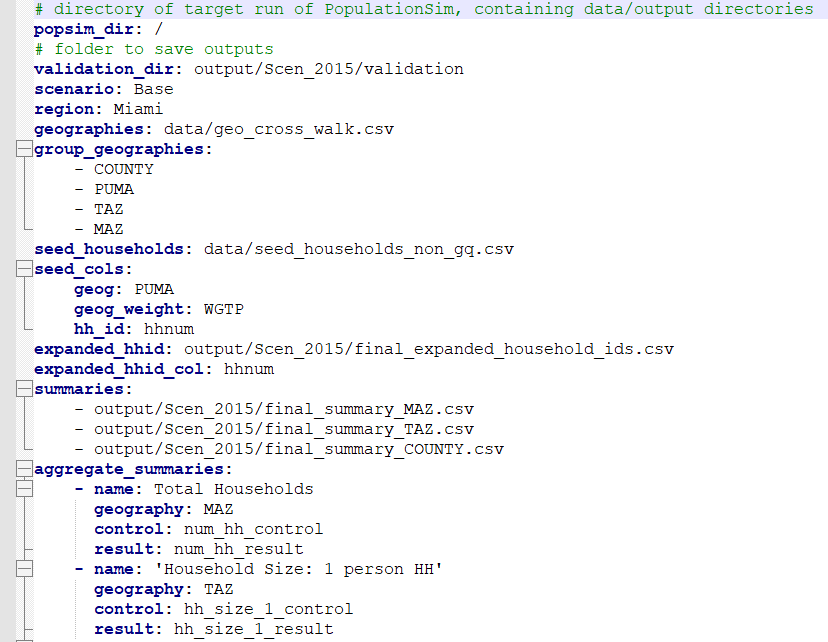 # directory of target run of PopulationSim, containing data/output directories
popsim_dir: /
# folder to save outputs
validation_dir: output/Scen_2015/validation
scenario: Base
region: Miami
geographies: data/geo_cross_walk.csv
group_geographies:
    - COUNTY
    - PUMA
    - TAZ
    - MAZ
seed_households: data/seed_households_non_gq.csv
seed_cols:
    geog: PUMA
    geog_weight: WGTP
    hh_id: hhnum
expanded_hhid: output/Scen_2015/final_expanded_household_ids.csv
expanded_hhid_col: hhnum
summaries:
    - output/Scen_2015/final_summary_MAZ.csv
    - output/Scen_2015/final_summary_TAZ.csv
    - output/Scen_2015/final_summary_COUNTY.csv
aggregate_summaries:
    - name: Total Households
      geography: MAZ
      control: num_hh_control
      result: num_hh_result
    - name: 'Household Size: 1 person HH'
      geography: TAZ
      control: hh_size_1_control
      result: hh_size_1_result